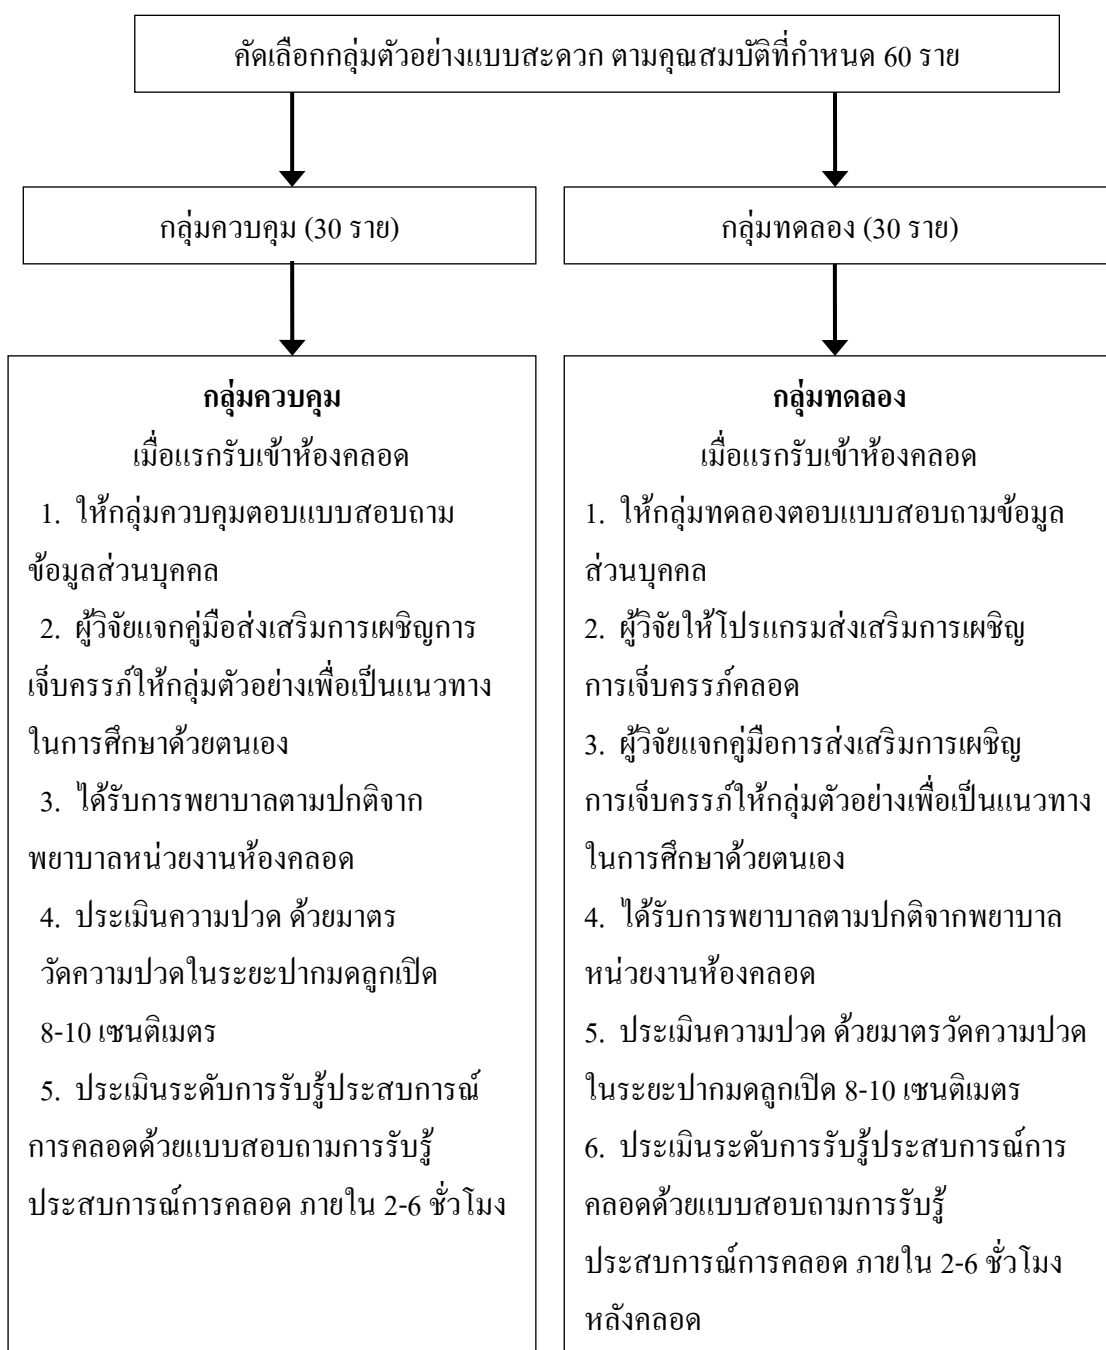 คัดเลือกกลุ่มตัวอย่างแบบสะดวก ตามคุณสมบัติที่กำหนด 60 ราย
กลุ่มควบคุม (30 ราย)
กลุ่มทดลอง (30 ราย)
กลุ่มควบคุม
เมื่อแรกรับเข้าห้องคลอด
1. ให้กลุ่มควบคุมตอบแบบสอบถาม
ข้อมูลส่วนบุคคล
2. ผู้วิจัยแจกคู่มือส่งเสริมการเผชิญการ
เจ็บครรภ์ให้กลุ่มตัวอย่างเพื่อเป็นแนวทาง
ในการศึกษาด้วยตนเอง
3. ได้รับการพยาบาลตามปกติจาก
พยาบาลหน่วยงานห้องคลอด
4. ประเมินความปวด ด้วยมาตร
วัดความปวดในระยะปากมดลูกเปิด
8-10 เซนติเมตร
5. ประเมินระดับการรับรู้ประสบการณ์
การคลอดด้วยแบบสอบถามการรับรู้
ประสบการณ์การคลอด ภายใน 2-6 ชั่วโมง
กลุ่มทดลอง
เมื่อแรกรับเข้าห้องคลอด
1. ให้กลุ่มทดลองตอบแบบสอบถามข้อมูล
ส่วนบุคคล
2. ผู้วิจัยให้โปรแกรมส่งเสริมการเผชิญ
การเจ็บครรภ์คลอด
3. ผู้วิจัยแจกคู่มือการส่งเสริมการเผชิญ
การเจ็บครรภ์ให้กลุ่มตัวอย่างเพื่อเป็นแนวทาง
ในการศึกษาด้วยตนเอง
4. ได้รับการพยาบาลตามปกติจากพยาบาล
หน่วยงานห้องคลอด
5. ประเมินความปวด ด้วยมาตรวัดความปวด
ในระยะปากมดลูกเปิด 8-10 เซนติเมตร
6. ประเมินระดับการรับรู้ประสบการณ์การ
คลอดด้วยแบบสอบถามการรับรู้
ประสบการณ์การคลอด ภายใน 2-6 ชั่วโมง
หลังคลอด